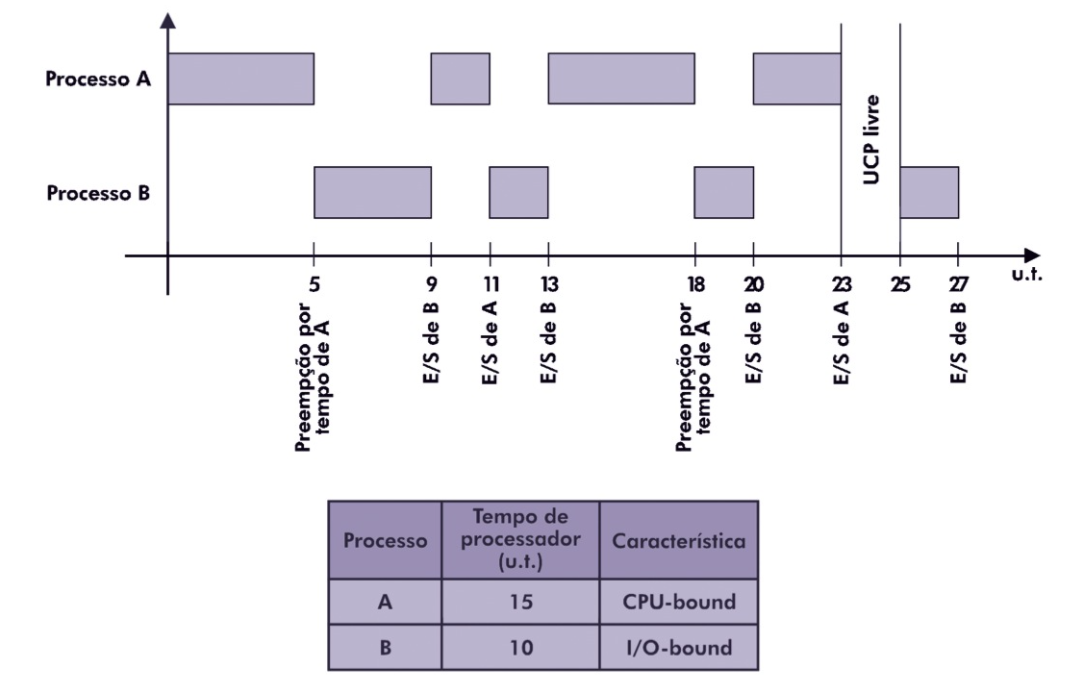 Processo A
UCP livre
Processo B
5
9
11
13
18
20
23
25
27
u.t.
Preempção por
tempo de A
E/S de B
E/S de A
E/S de B
Preempção por
tempo de A
E/S de B
E/S de A
E/S de B
Processo
Tempo de
processador
(u.t.)
Característica
A
15
CPU-bound
B
10
I/O-bound